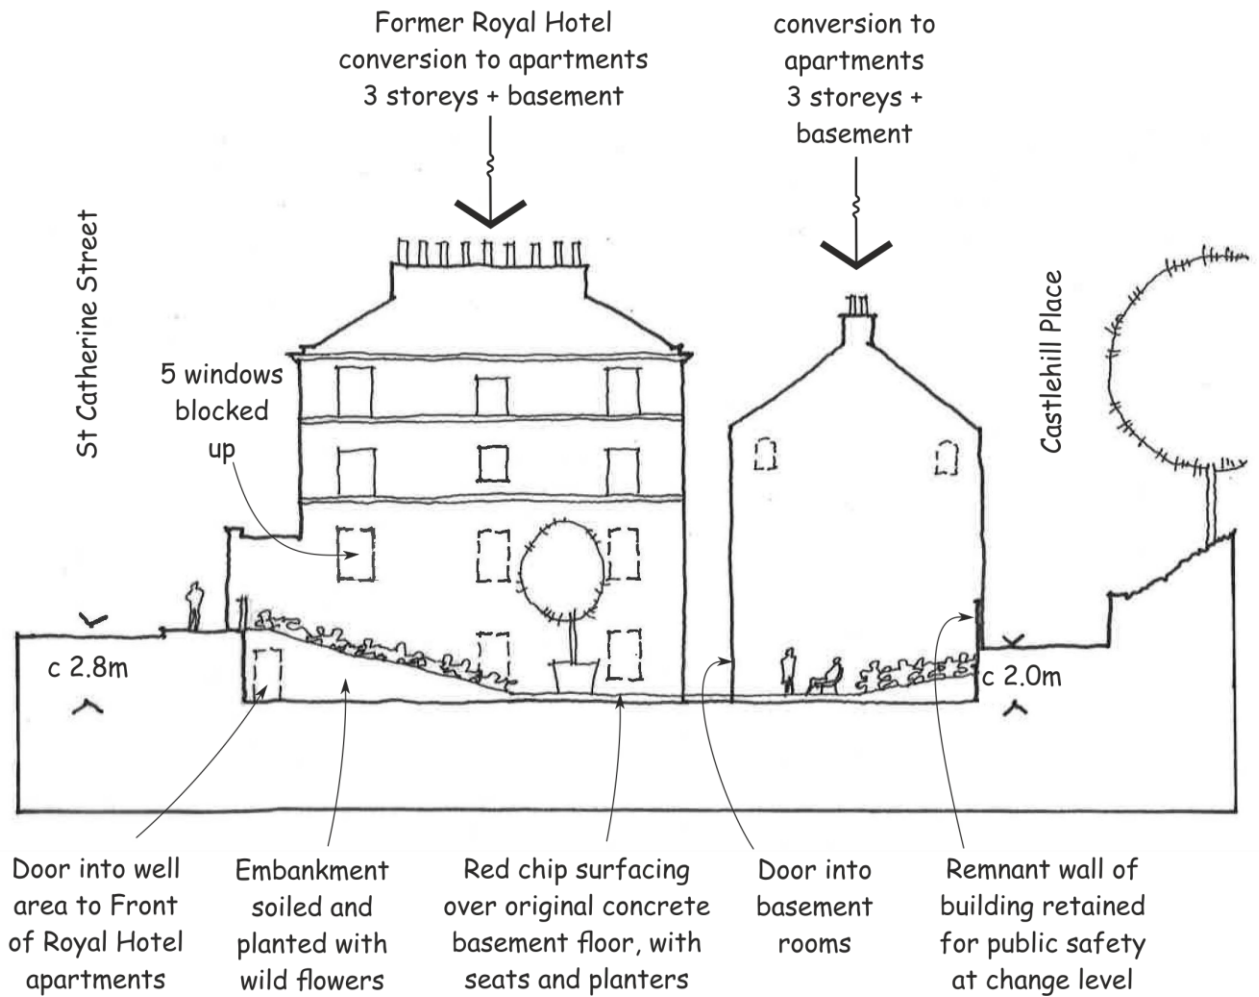 Former Royal Hotel
conversion to apartments
3 storeys + basement
conversion to
apartments
3 storeys +
basement
St Catherine Street
5 windows
blocked
up
Castlehill Place
c 2.8m
c 2.0m
Door into well
area to Front
of Royal Hotel
apartments
Embankment
soiled and
planted with
wild flowers
Red chip surfacing
over original concrete
basement floor, with
seats and planters
Door into
basement
rooms
Remnant wall of
building retained
for public safety
at change level